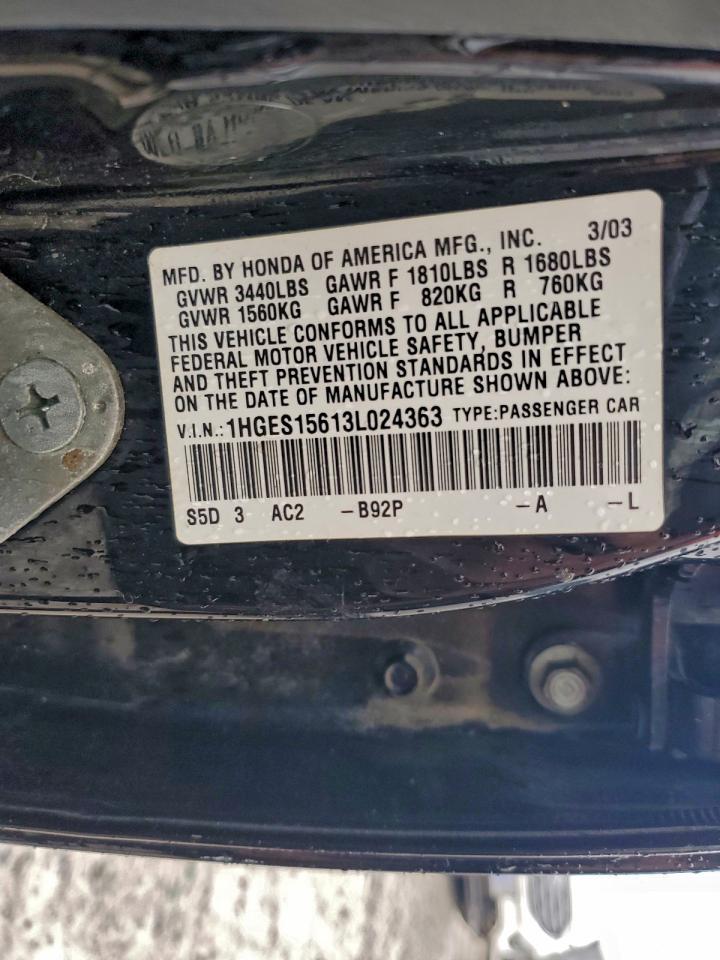 MFD. BY HONDA OF AMERICA MFG., INC. 3/03
GVWR 3440LBS GAWR F 1810LBS R 1680LBS
GVWR 1560KG GAWR F 820KG R 760KG
THIS VEHICLE CONFORMS TO ALL APPLICABLE
FEDERAL MOTOR VEHICLE SAFETY, BUMPER
AND THEFT PREVENTION STANDARDS IN EFFECT
ON THE DATE OF MANUFACTURE SHOWN ABOVE:
V.I.N.: 1HGES15613L024363 TYPE:PASSENGER CAR
S5D 3 AC2 -B92P -A -L